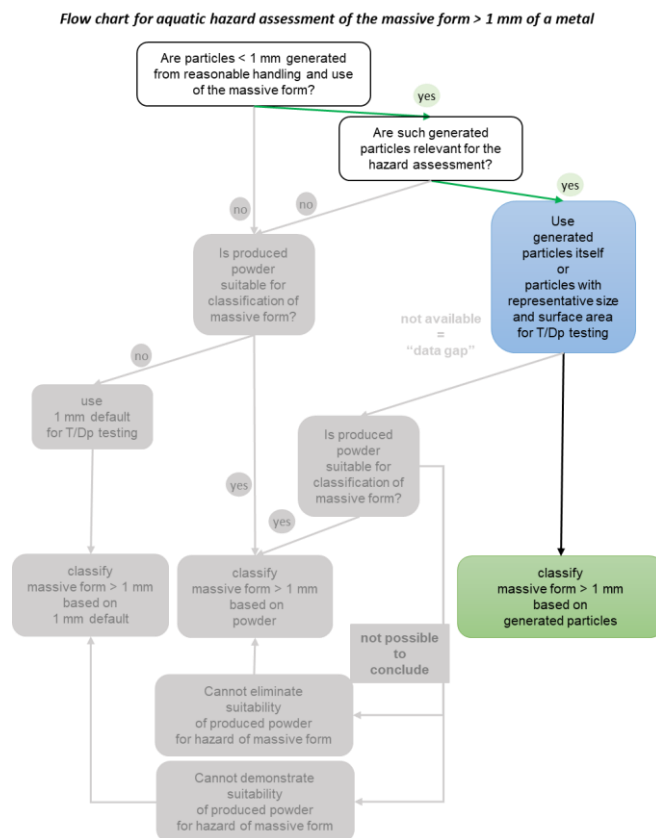 Flow chart for aquatic hazard assessment of the massive form > 1 mm of a metal
Are particles < 1 mm generated
from reasonable handling and use
of the massive form?
yes
Are such generated
particles relevant for the
hazard assessment?
yes
no
no
Use
generated
particles itself
or
particles with
representative size
and surface area
for T/Dp testing
Is produced
powder
suitable for
classification of
massive form?
not available
=
“data gap”
no
use
1 mm default
for T/Dp testing
Is produced
powder
suitable for
classification of
massive form?
yes
yes
classify
massive form > 1 mm
based on
1 mm default
classify
massive form > 1 mm
based on
powder
classify
massive form > 1 mm
based on
generated particles
not possible
to
conclude
Cannot eliminate
suitability
of produced powder
for hazard of massive form
Cannot demonstrate
suitability
of produced powder
for hazard of massive form